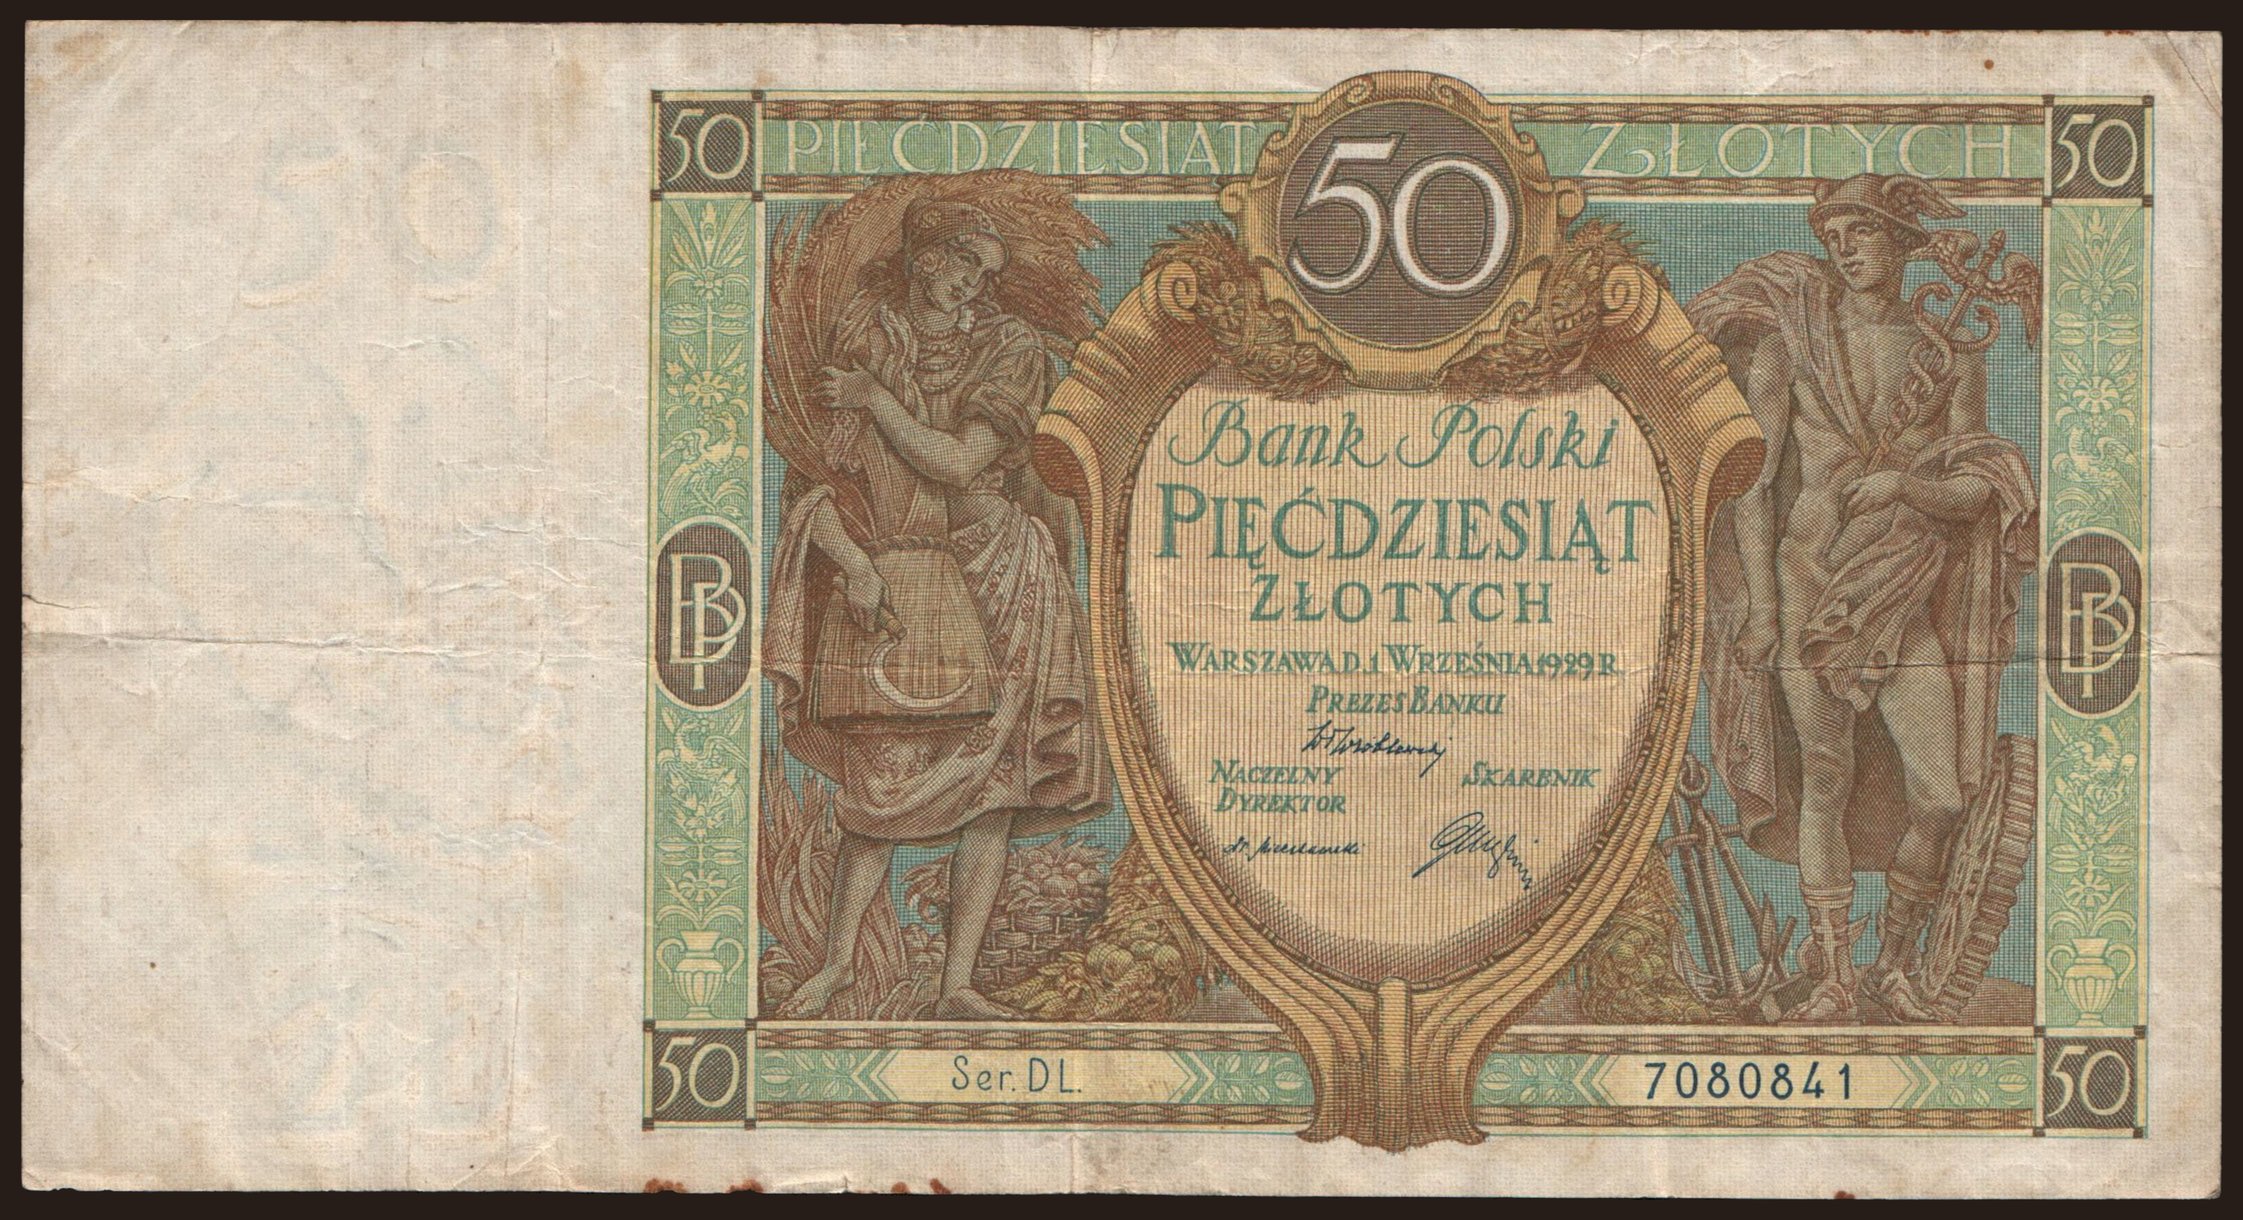 50 PIĘĆDZIESIĄT 50 ZŁOTYCH 50
Bank Polski
PIĘĆDZIESIĄT
ZŁOTYCH
WARSZAWA D. 1 WRZEŚNIA 1929 R.
PREZES BANKU
NACZELNY SKARBNIK
DYREKTOR
BP BP
50 Ser. DL. 7080841 50